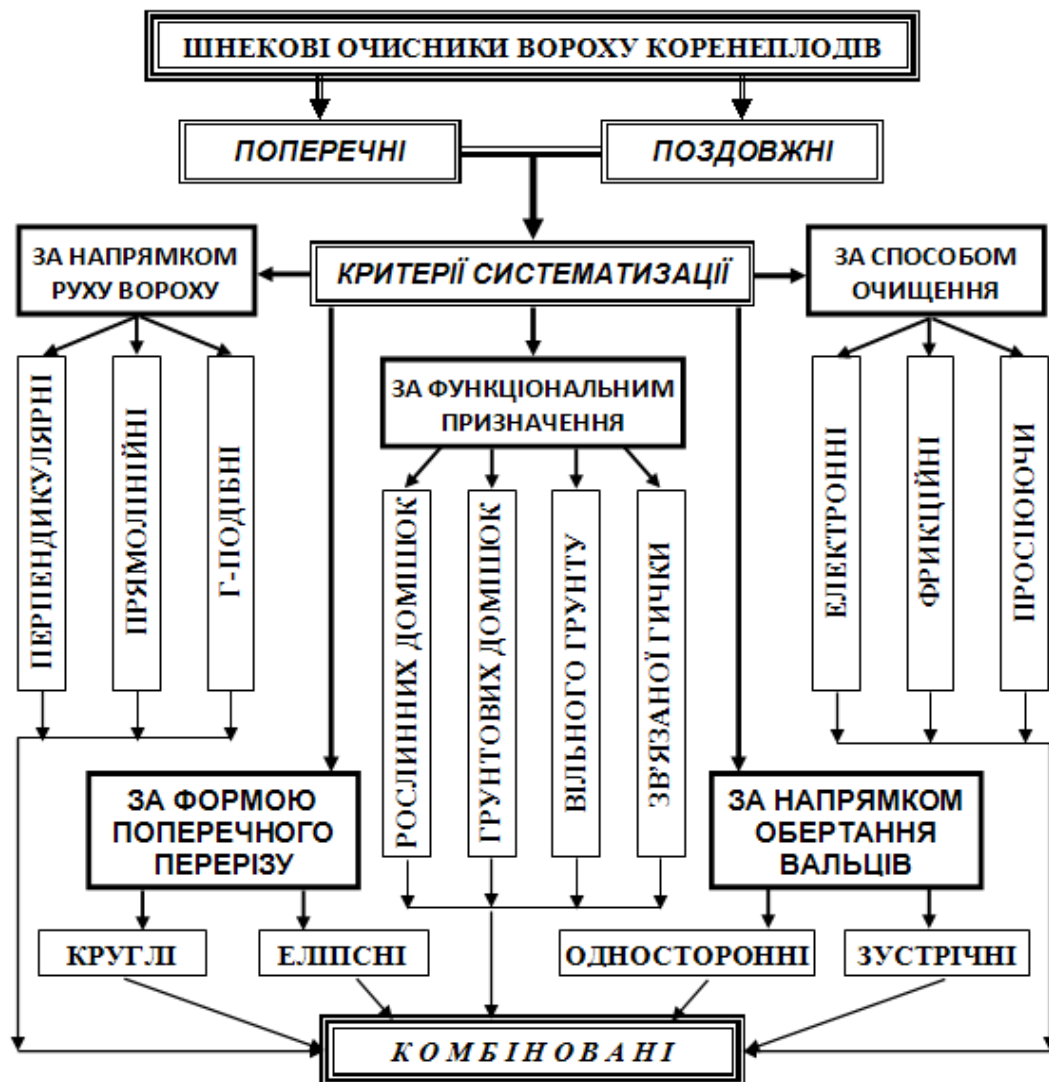 ШНЕКОВІ ОЧИСНИКИ ВОРОХУ КОРЕНЕПЛОДІВ
ПОПЕРЕЧНІ
ПОЗДОВЖНІ
ЗА НАПРЯМКОМ
РУХУ ВОРОХУ
КРИТЕРІЇ СИСТЕМАТИЗАЦІЇ
ЗА СПОСОБОМ
ОЧИЩЕННЯ
ПЕРПЕНДИКУЛЯРНІ
ПРЯМОЛІНІЙНІ
Г-ПОДІБНІ
ЗА ФУНКЦІОНАЛЬНИМ
ПРИЗНАЧЕННЯ
ЕЛЕКТРОННІ
ФРИКЦІЙНІ
ПРОСІЮЮЧИ
РОСЛИННИХ ДОМІШОК
ГРУНТОВИХ ДОМІШОК
ВІЛЬНОГО ГРУНТУ
ЗВ'ЯЗАНОЇ ГИЧКИ
ЗА ФОРМОЮ
ПОПЕРЕЧНОГО
ПЕРЕРІЗУ
ЗА НАПРЯМКОМ
ОБЕРТАННЯ
ВАЛЬЦІВ
КРУГЛІ
ЕЛІПСНІ
ОДНОСТОРОННІ
ЗУСТРІЧНІ
КОМБІНОВАНІ